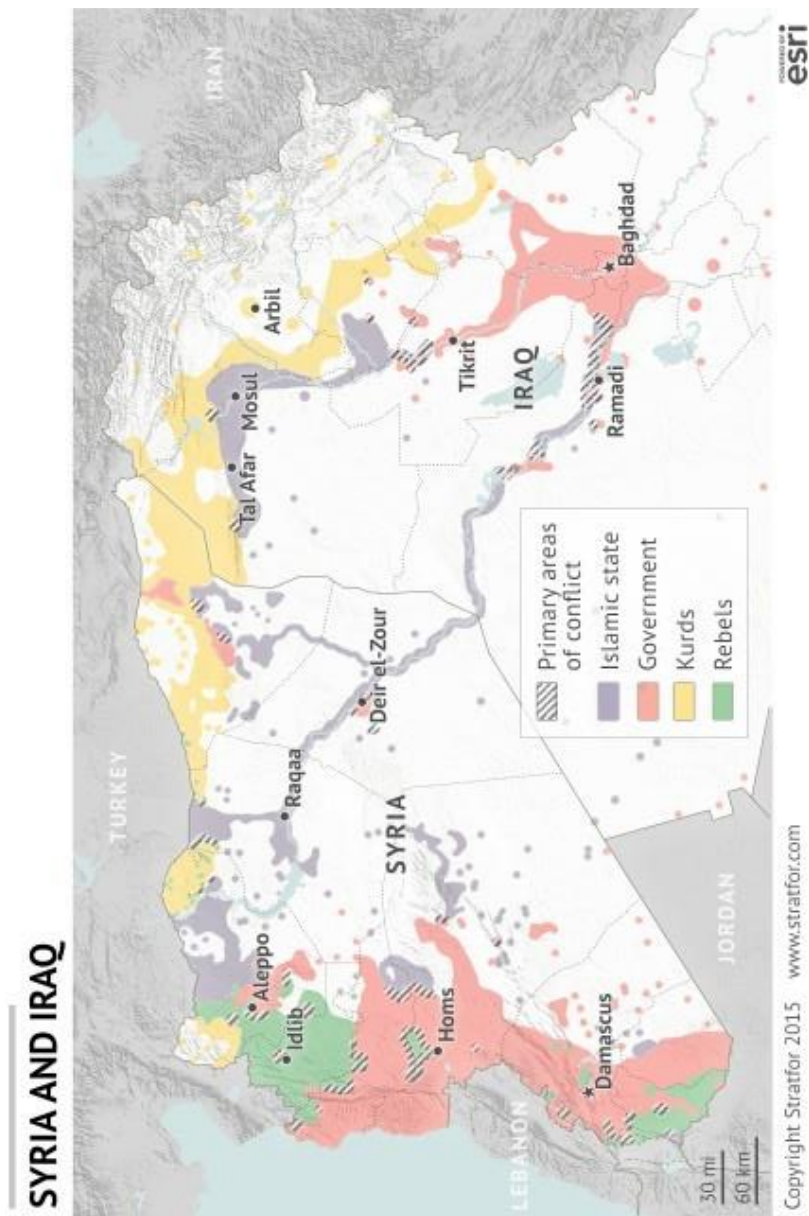 SYRIA AND IRAQ
TURKEY
IRAN
Aleppo
Idlib
Raqaa
Tal Afar
Mosul
Arbil
Homs
SYRIA
Deir el-Zour
Tikrit
IRAQ
LEBANON
Damascus
Ramadi
Baghdad
JORDAN
Primary areas
of conflict
Islamic state
Government
Kurds
Rebels
30 mi
60 km
Copyright Stratfor 2015 www.stratfor.com
POWERED BY
esri